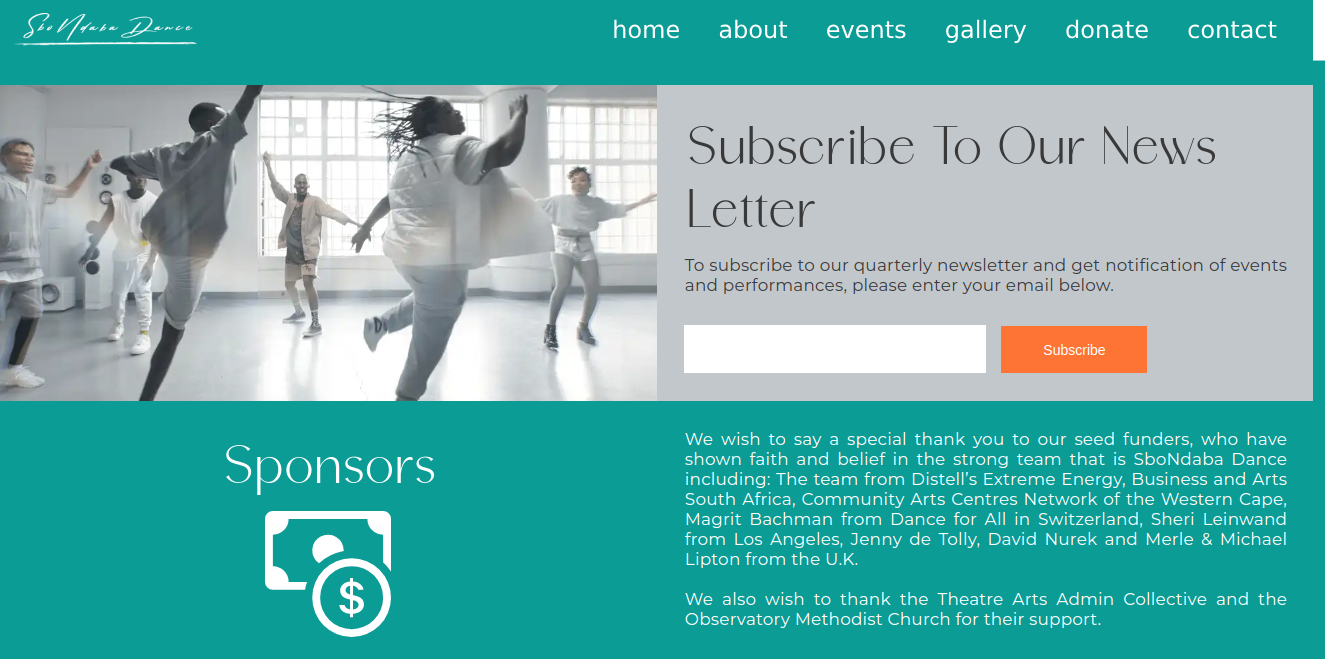 SboNdaba Dance
home about events gallery donate contact
Subscribe To Our News
Letter
To subscribe to our quarterly newsletter and get notification of events
and performances, please enter your email below.
Subscribe
Sponsors
$
We wish to say a special thank you to our seed funders, who have
shown faith and belief in the strong team that is SboNdaba Dance
including: The team from Distell’s Extreme Energy, Business and Arts
South Africa, Community Arts Centres Network of the Western Cape,
Magrit Bachman from Dance for All in Switzerland, Sheri Leinwand
from Los Angeles, Jenny de Tolly, David Nurek and Merle & Michael
Lipton from the U.K.
We also wish to thank the Theatre Arts Admin Collective and the
Observatory Methodist Church for their support.